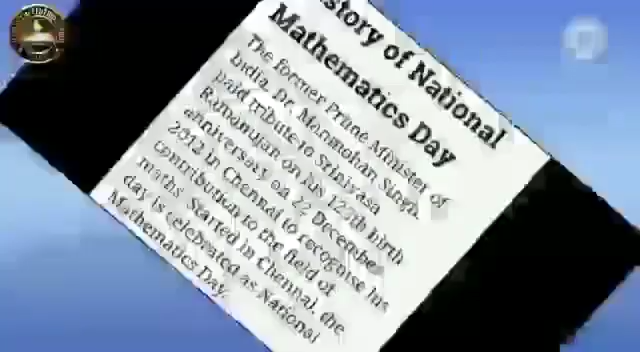 story of National
Mathematics Day
The former Prime Minister of
India, Dr. Manmohan Singh,
paid tribute to Srinivasa
Ramanujan on his 125th birth
anniversary on 22 December
2012 in Chennai to recognise his
contribution to the field of
maths. Started in Chennai, the
day is celebrated as National
Mathematics Day.